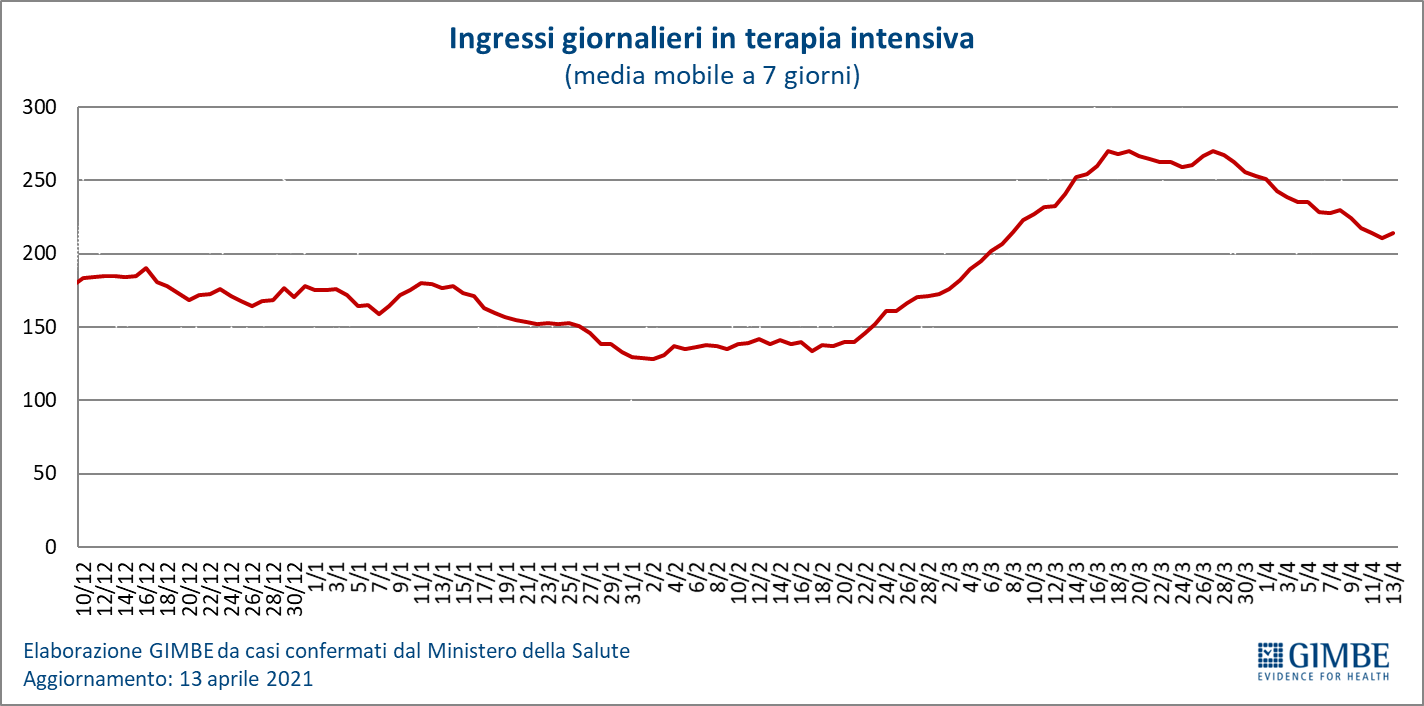 Ingressi giornalieri in terapia intensiva
(media mobile a 7 giorni)
300
250
200
150
100
50
0
10/12 12/12 14/12 16/12 18/12 20/12 22/12 24/12 26/12 28/12 30/12 1/1 3/1 5/1 7/1 9/1 11/1 13/1 15/1 17/1 19/1 21/1 23/1 25/1 27/1 29/1 31/1 2/2 4/2 6/2 8/2 10/2 12/2 14/2 16/2 18/2 20/2 22/2 24/2 26/2 28/2 2/3 4/3 6/3 8/3 10/3 12/3 14/3 16/3 18/3 20/3 22/3 24/3 26/3 28/3 30/3 1/4 3/4 5/4 7/4 9/4 11/4 13/4
Elaborazione GIMBE da casi confermati dal Ministero della Salute
Aggiornamento: 13 aprile 2021
GIMBE
EVIDENCE FOR HEALTH